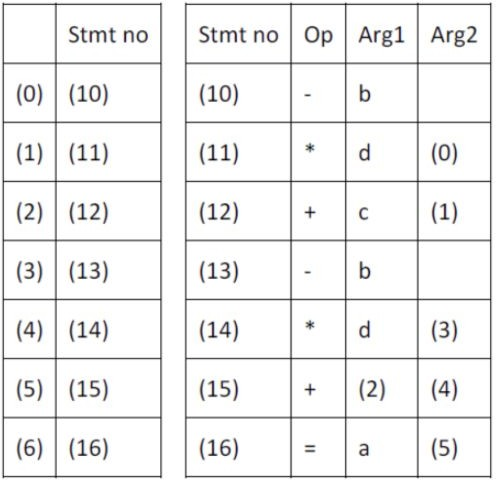 Stmt no Stmt no Op Arg1 Arg2
(0) (10) (10) - b
(1) (11) (11) * d (0)
(2) (12) (12) + c (1)
(3) (13) (13) - b
(4) (14) (14) * d (3)
(5) (15) (15) + (2) (4)
(6) (16) (16) = a (5)